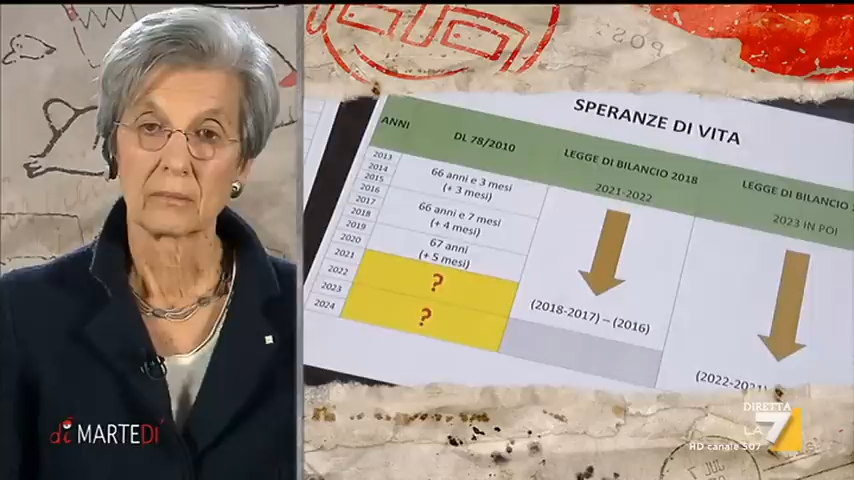 SPERANZE DI VITA
ANNI
DL 78/2010
LEGGE DI BILANCIO 2018
2021-2022
LEGGE DI BILANCIO
2023 IN POI
2013
2014
2015
2016
2017
2018
2019
2020
2021
2022
2023
2024
66 anni e 3 mesi
(+ 3 mesi)
66 anni e 7 mesi
(+ 4 mesi)
67 anni
(+ 5 mesi)
?
?
(2018-2017) – (2016)
(2022-2021)
di MARTEDÌ
DIRETTA
LA7
HD canale 507